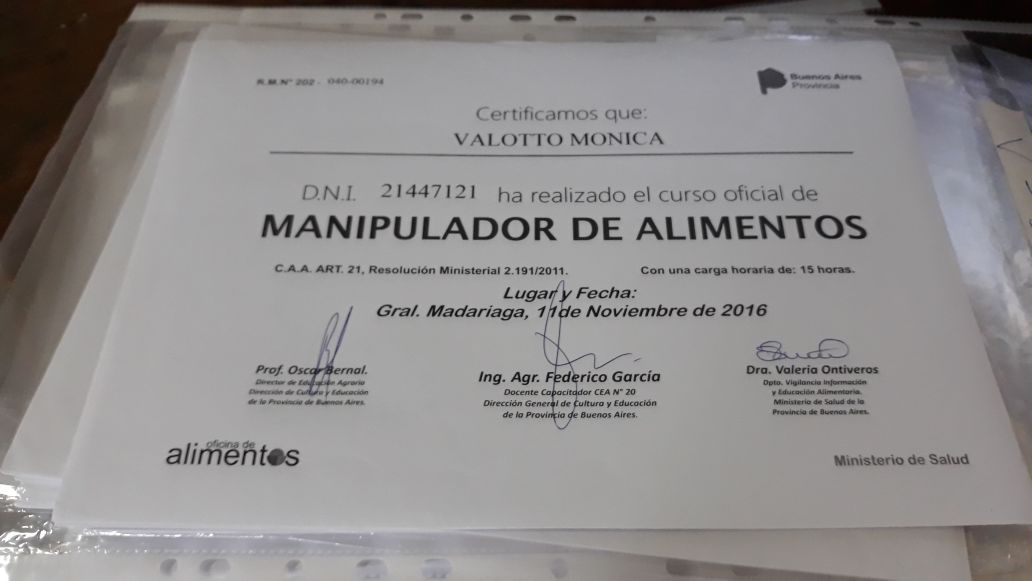 R.M.N° 202 - 040-00194
Buenos Aires
Provincia
Certificamos que:
VALOTTO MONICA
D.N.I. 21447121 ha realizado el curso oficial de
MANIPULADOR DE ALIMENTOS
C.A.A. ART. 21, Resolución Ministerial 2.191/2011. Con una carga horaria de: 15 horas.
Lugar y Fecha:
Gral. Madariaga, 11de Noviembre de 2016
Prof. Oscar Bernal.
Director de Educación Agraria
Dirección de Cultura y Educación
de la Provincia de Buenos Aires.
Ing. Agr. Federico García
Docente Capacitador CEA N° 20
Dirección General de Cultura y Educación
de la Provincia de Buenos Aires.
Dra. Valeria Ontiveros
Dpto. Vigilancia Información
y Educación Alimentaria.
Ministerio de Salud de la
Provincia de Buenos Aires.
oficina de
alimentos
Ministerio de Salud